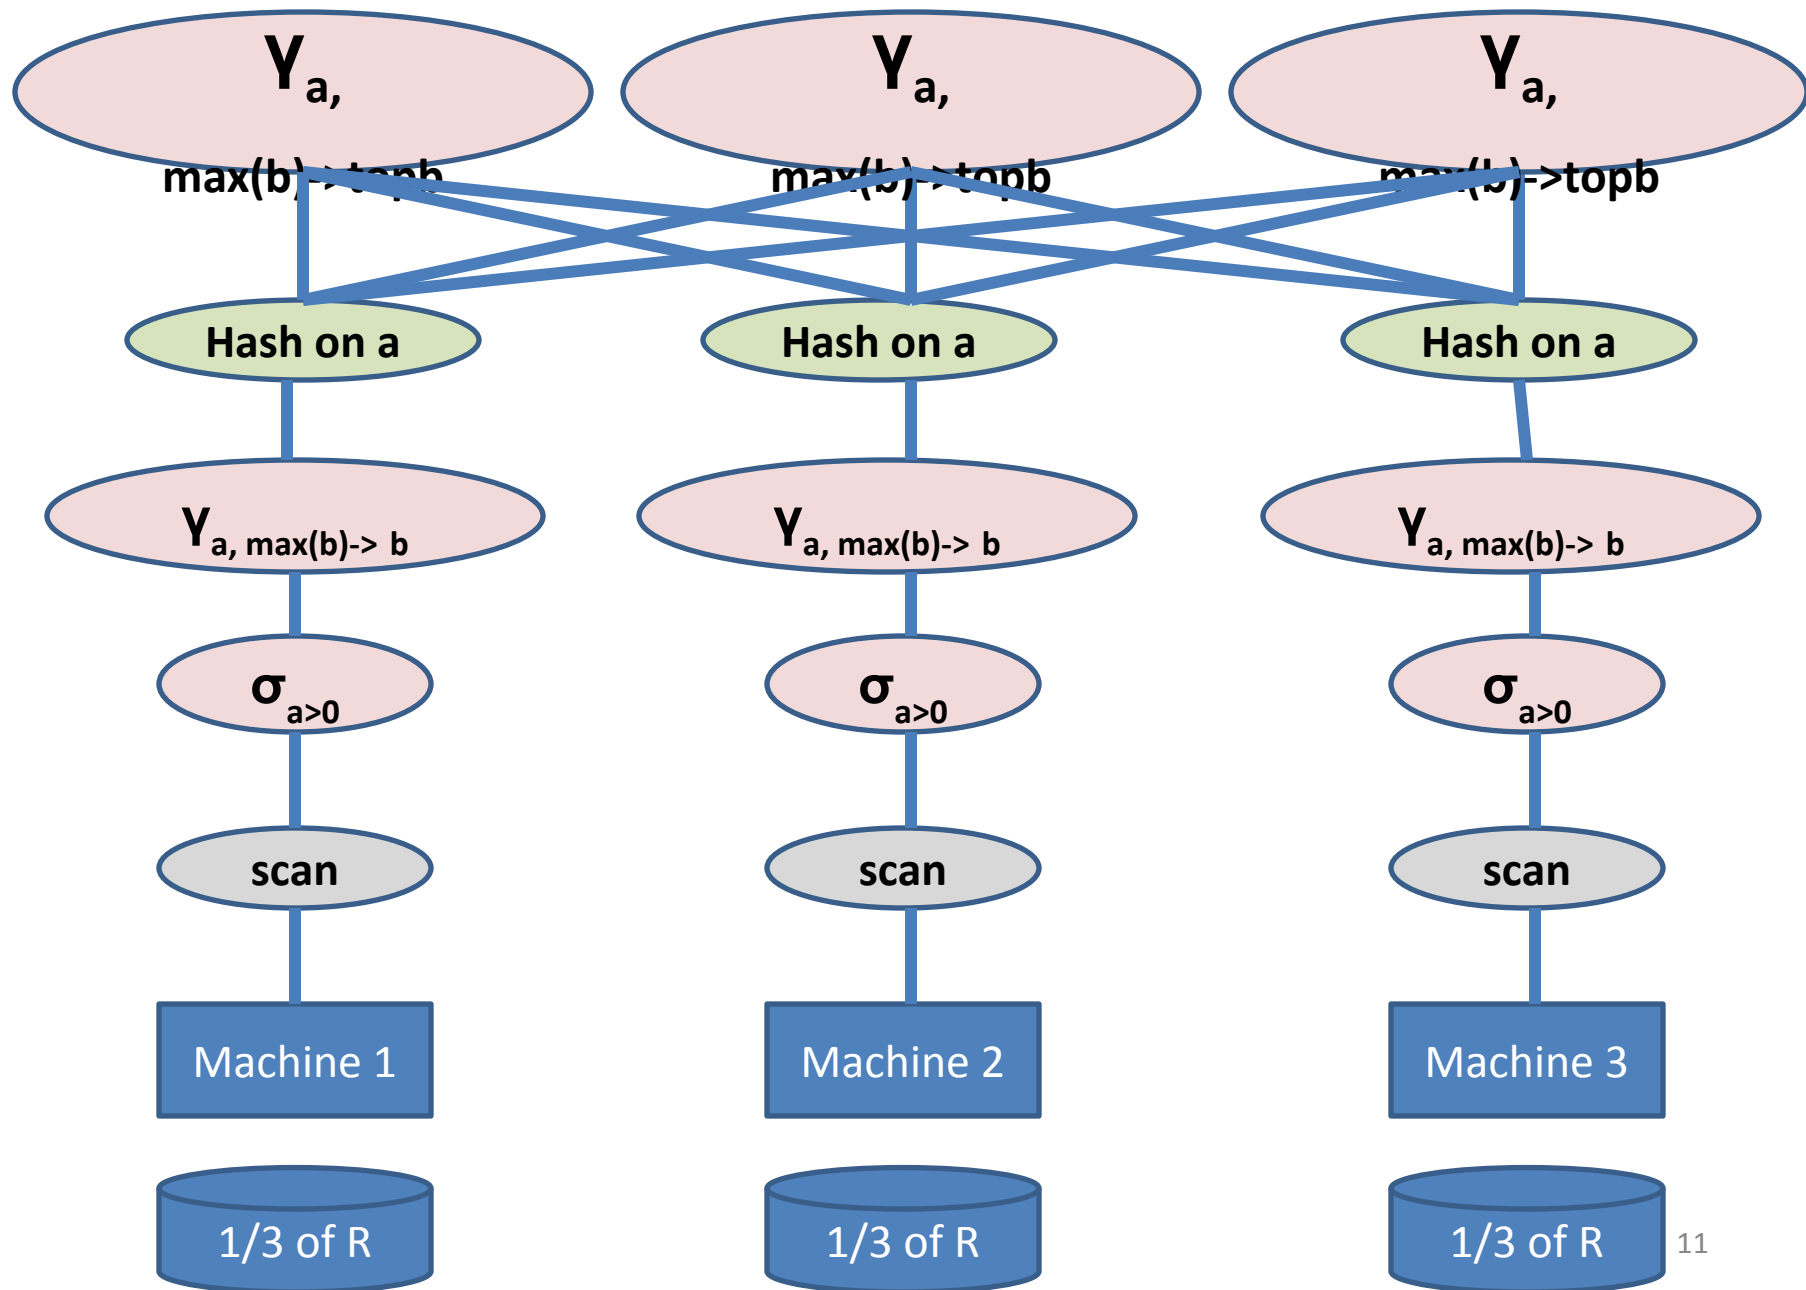 γa, γa, γa,
max(b)->topb max(b)->topb max(b)->topb
Hash on a Hash on a Hash on a
γa, max(b)-> b γa, max(b)-> b γa, max(b)-> b
σa>0 σa>0 σa>0
scan scan scan
Machine 1 Machine 2 Machine 3
1/3 of R 1/3 of R 1/3 of R 11